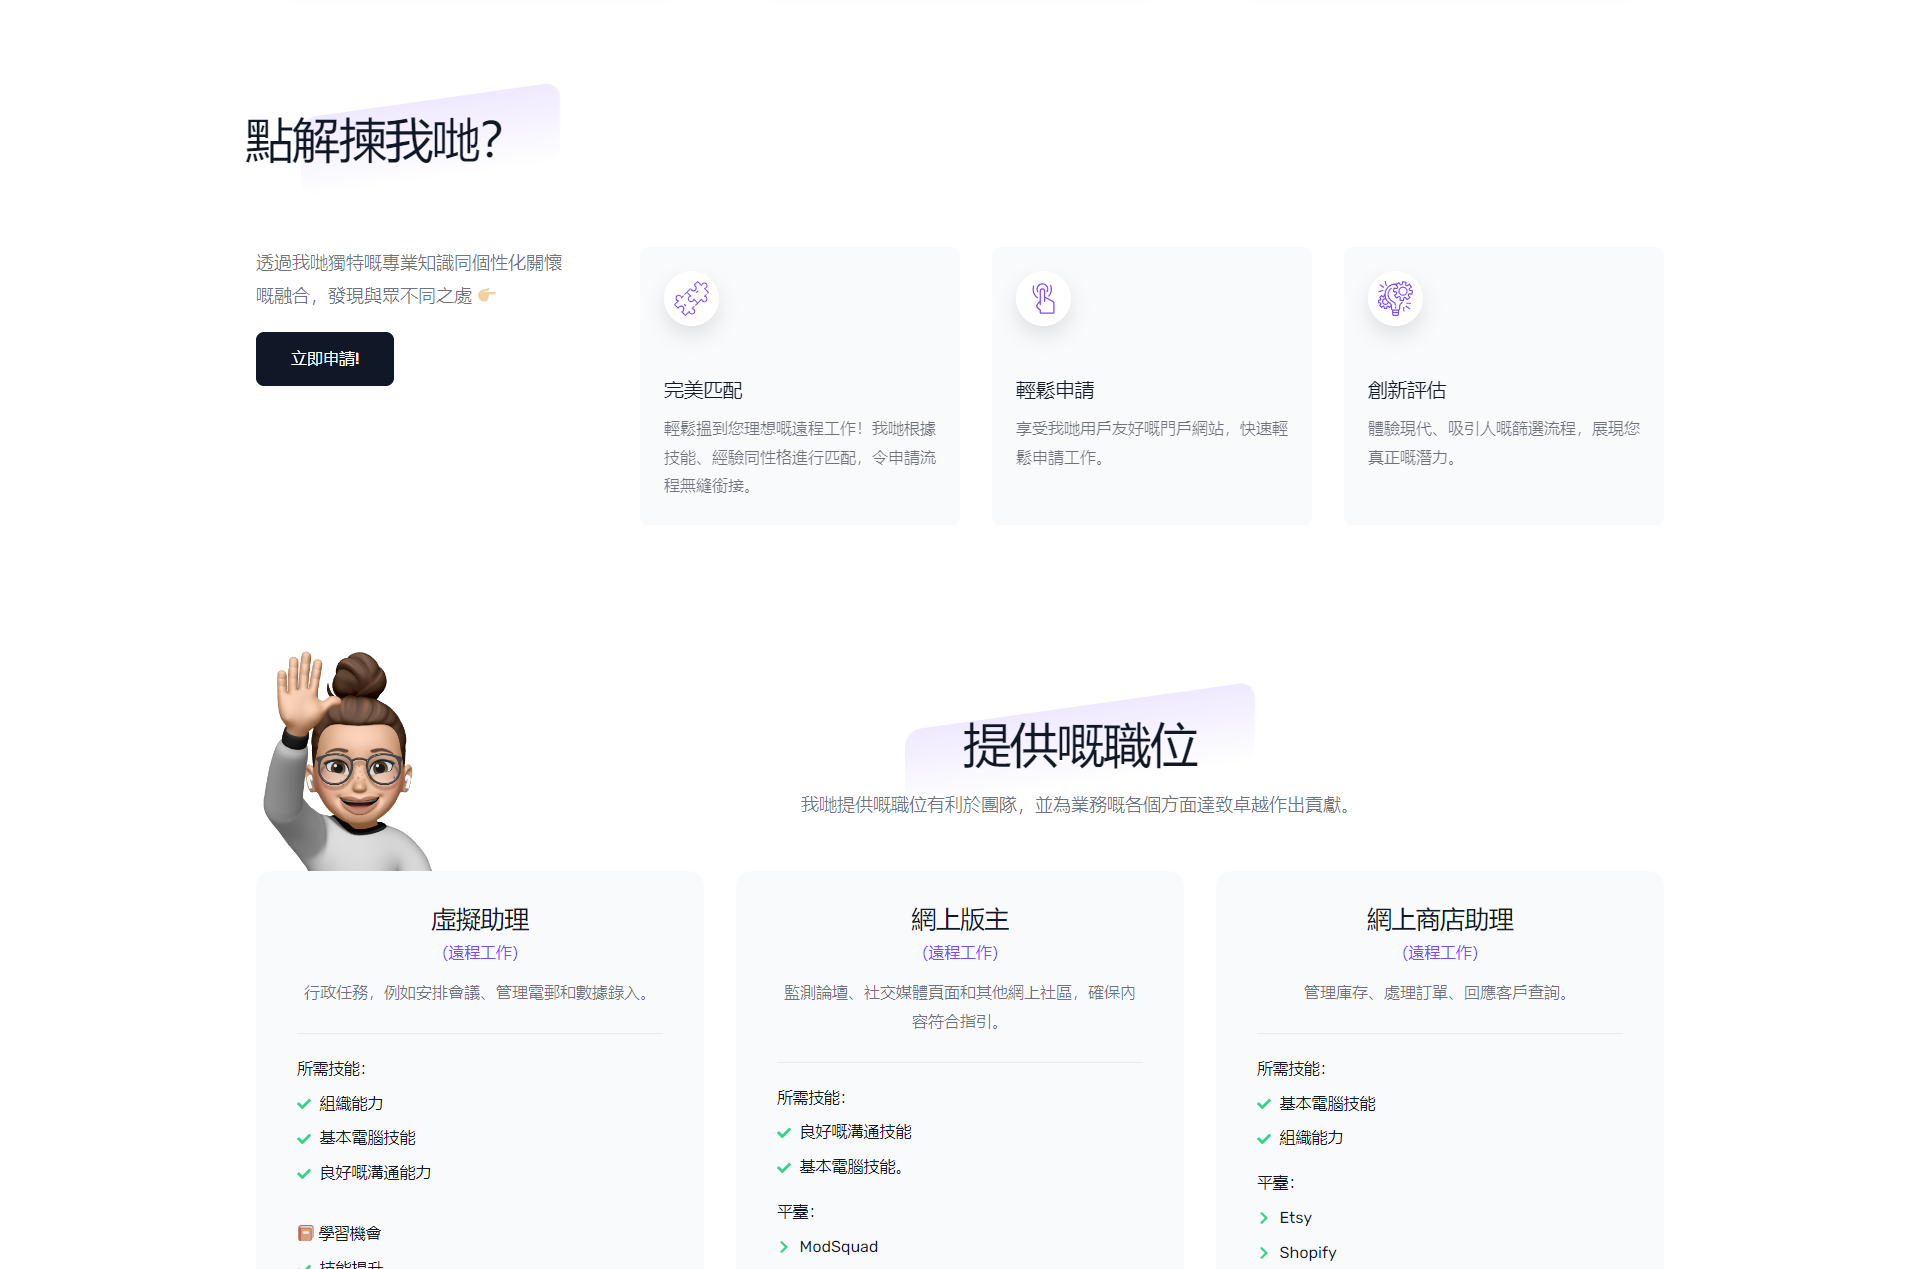 點解揀我哋？
透過我哋獨特嘅專業知識同個性化關懷
嘅融合，發現與眾不同之處 👉🏼
立即申請!
完美匹配
輕鬆搵到您理想嘅遠程工作！我哋根據
技能、經驗同性格進行匹配，令申請流
程無縫銜接。
輕鬆申請
享受我哋用戶友好嘅門戶網站，快速輕
鬆申請工作。
創新評估
體驗現代、吸引人嘅篩選流程，展現您
真正嘅潛力。
提供嘅職位
我哋提供嘅職位有利於團隊，並為業務嘅各個方面達致卓越作出貢獻。
虛擬助理
（遠程工作）
行政任務，例如安排會議、管理電郵和數據錄入。
所需技能：
組織能力
基本電腦技能
良好嘅溝通能力
📔 學習機會
技能提升
網上版主
（遠程工作）
監測論壇、社交媒體頁面和其他網上社區，確保內
容符合指引。
所需技能：
良好嘅溝通技能
基本電腦技能。
平臺：
ModSquad
網上商店助理
（遠程工作）
管理庫存、處理訂單、回應客戶查詢。
所需技能：
基本電腦技能
組織能力
平臺：
Etsy
Shopify